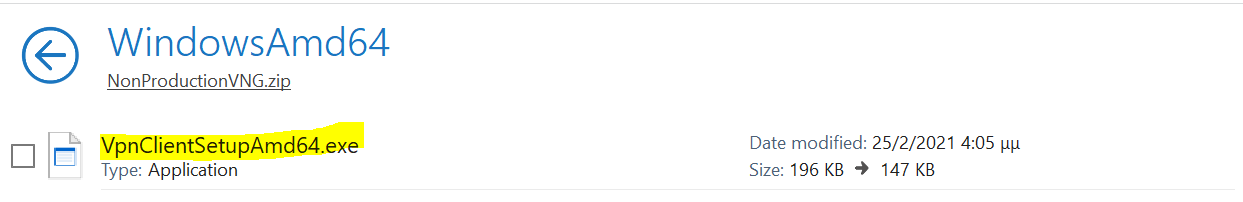 WindowsAmd64
NonProductionVNG.zip
VpnClientSetupAmd64.exe
Type: Application
Date modified: 25/2/2021 4:05 μμ
Size: 196 KB → 147 KB